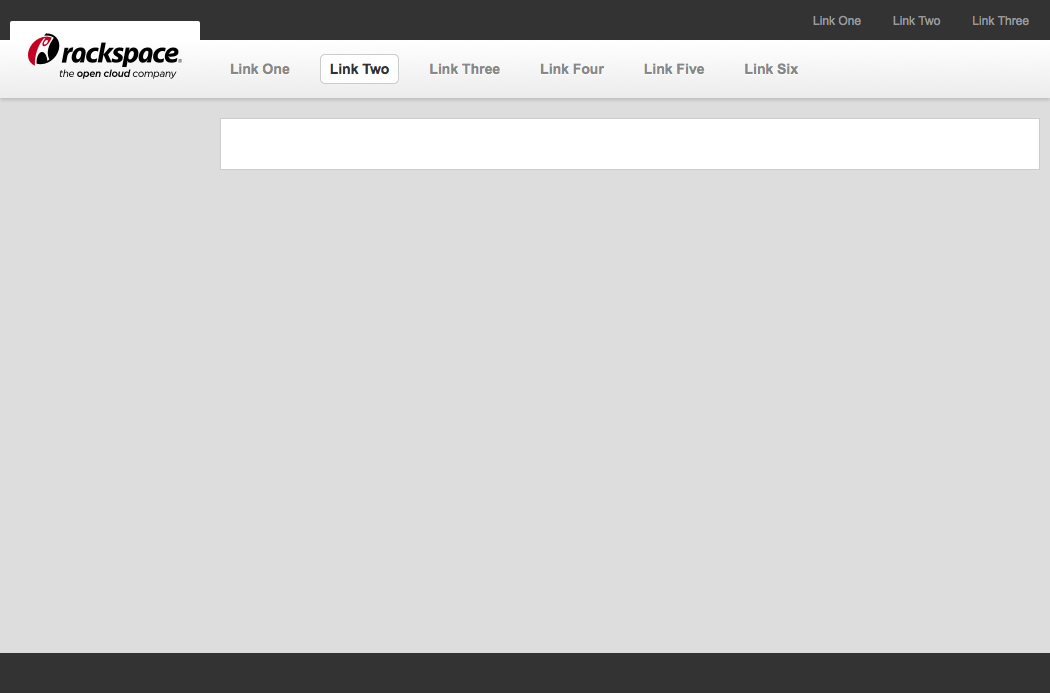 Link One Link Two Link Three
rackspace.
the open cloud company
Link One Link Two Link Three Link Four Link Five Link Six